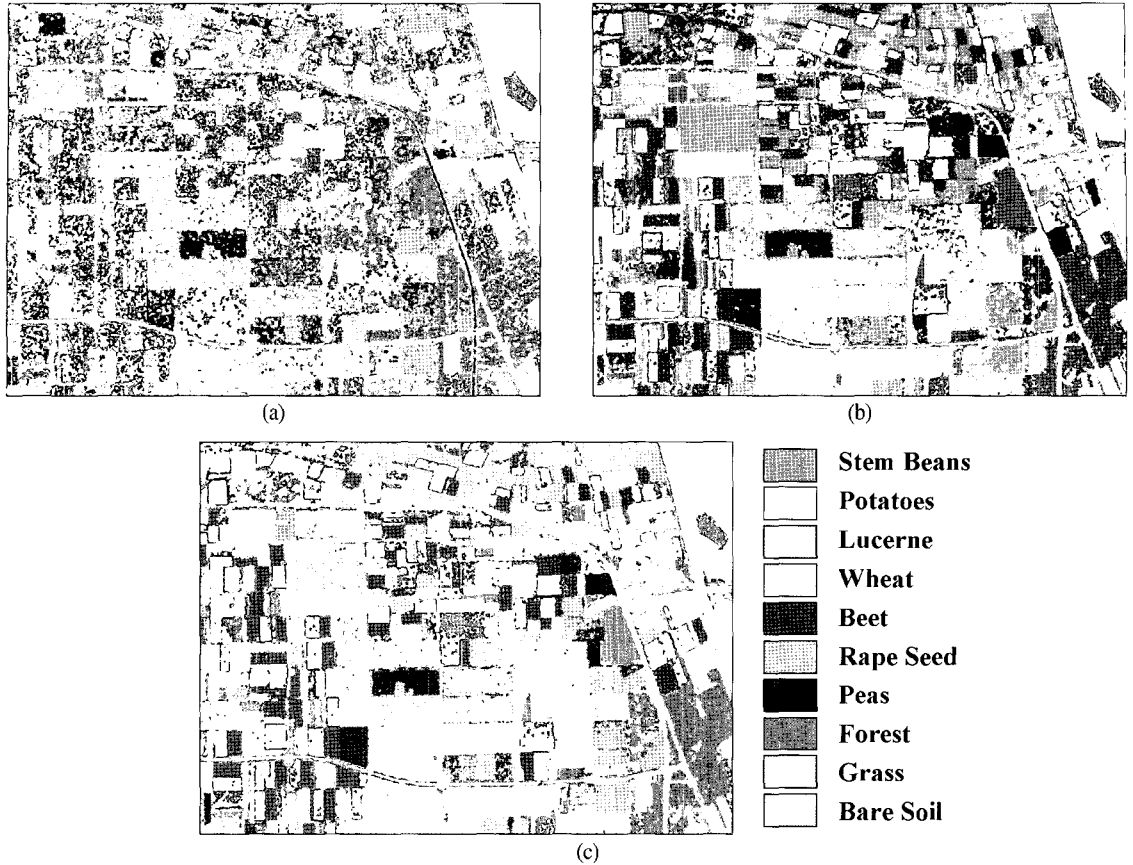 (a)
(b)
Stem Beans
Potatoes
Lucerne
Wheat
Beet
Rape Seed
Peas
Forest
Grass
Bare Soil
(c)